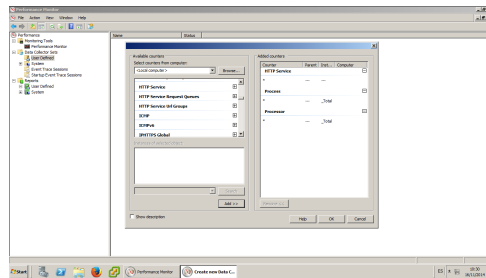 Performance Monitor
File Action View Window Help
Performance
Monitoring Tools
Performance Monitor
Data Collector Sets
User Defined
System
Event Trace Sessions
Startup Event Trace Sessions
Reports
User Defined
System
Name Status
Available counters
Select counters from computer:
<Local computer> Browse...
HTTP Service
HTTP Service Request Queues
HTTP Service Url Groups
ICMP
ICMPv6
IPHTTPS Global
Search
Add >>
Show description
Added counters
Counter Parent Inst... Computer
HTTP Service
* --- ---
Process
* --- _Total
Processor
* --- _Total
Remove <<
Help OK Cancel
Start Performance Monitor Create new Data C... ES 19:30
16/12/2014